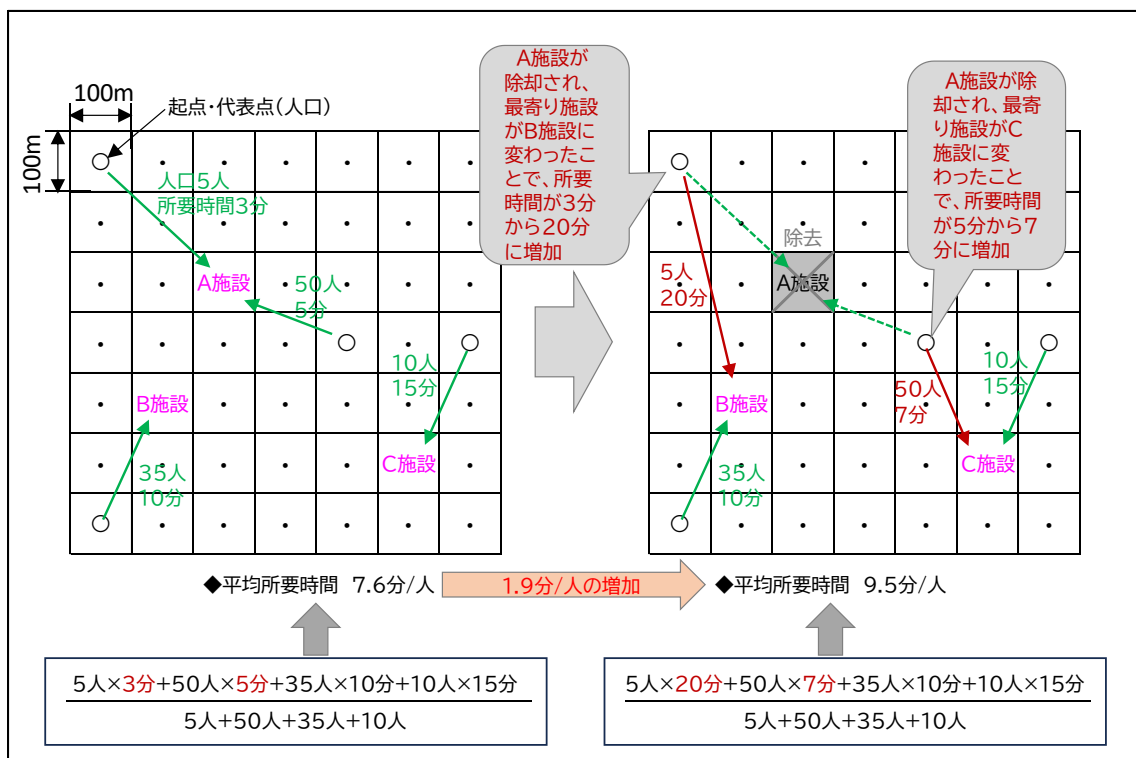 100m
100m
起点・代表点(人口)
人口5人
所要時間3分
A施設
50人
5分
10人
15分
B施設
C施設
35人
10分
A施設が
除却され、
最寄り施設
がB施設に
変わったこ
とで、所要
時間が3分
から20分
に増加
A施設が除
却され、最寄
り施設がC
施設に変
わったこと
で、所要時間
が5分から7
分に増加
除去
A施設
5人
20分
10人
15分
B施設
50人
7分
C施設
35人
10分
◆平均所要時間 7.6分/人
1.9分/人の増加
◆平均所要時間 9.5分/人
5人×3分+50人×5分+35人×10分+10人×15分
5人+50人+35人+10人
5人×20分+50人×7分+35人×10分+10人×15分
5人+50人+35人+10人